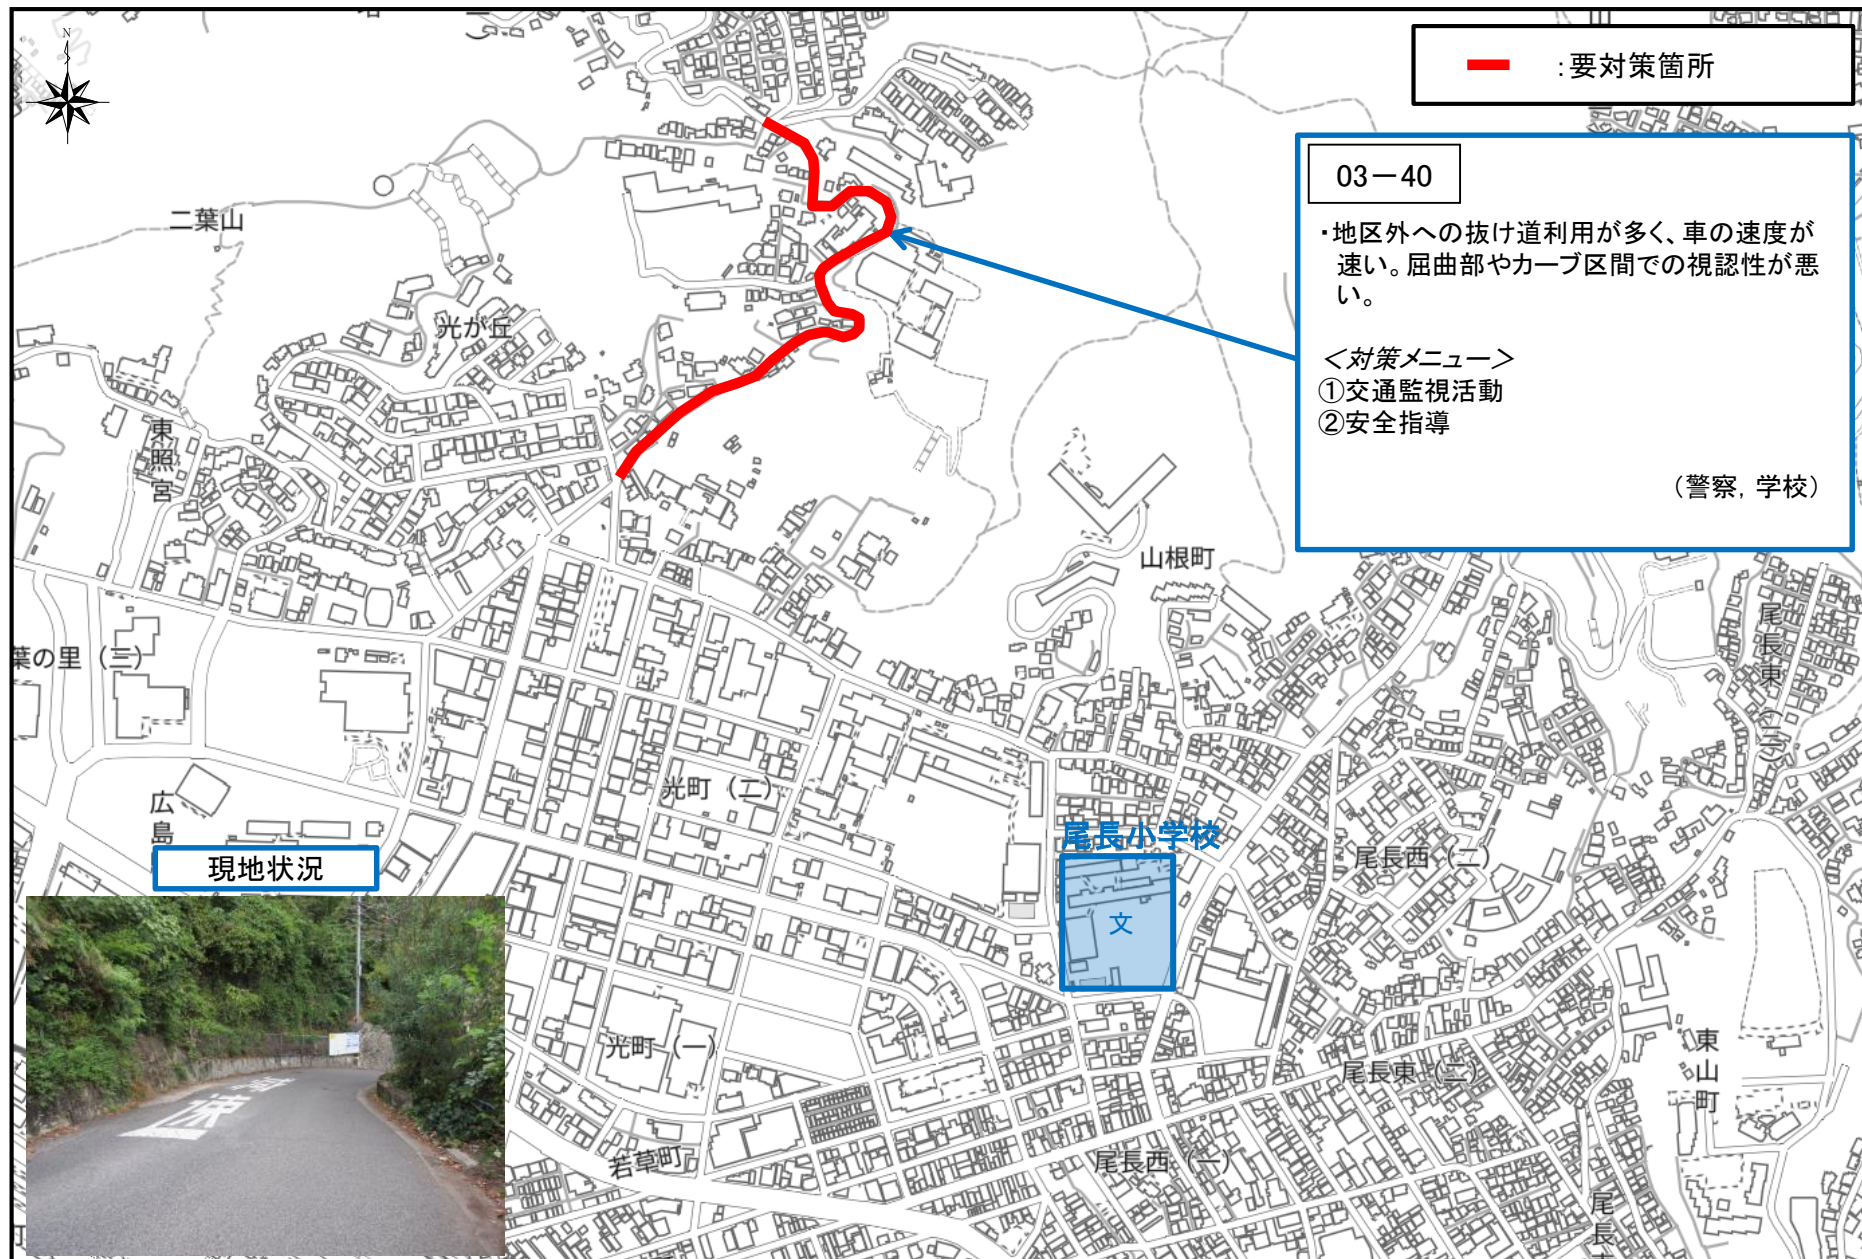 N
:要対策箇所
03－40
・地区外への抜け道利用が多く、車の速度が
速い。屈曲部やカーブ区間での視認性が悪
い。
＜対策メニュー＞
①交通監視活動
②安全指導
（警察，学校）
二葉山
光が丘
東照宮
山根町
尾長東（三）
葉の里（三）
広島
光町（二）
尾長小学校
文
尾長西（二）
現地状況
光町（一）
尾長東（二）
東山町
若草町
尾長西（一）
尾長